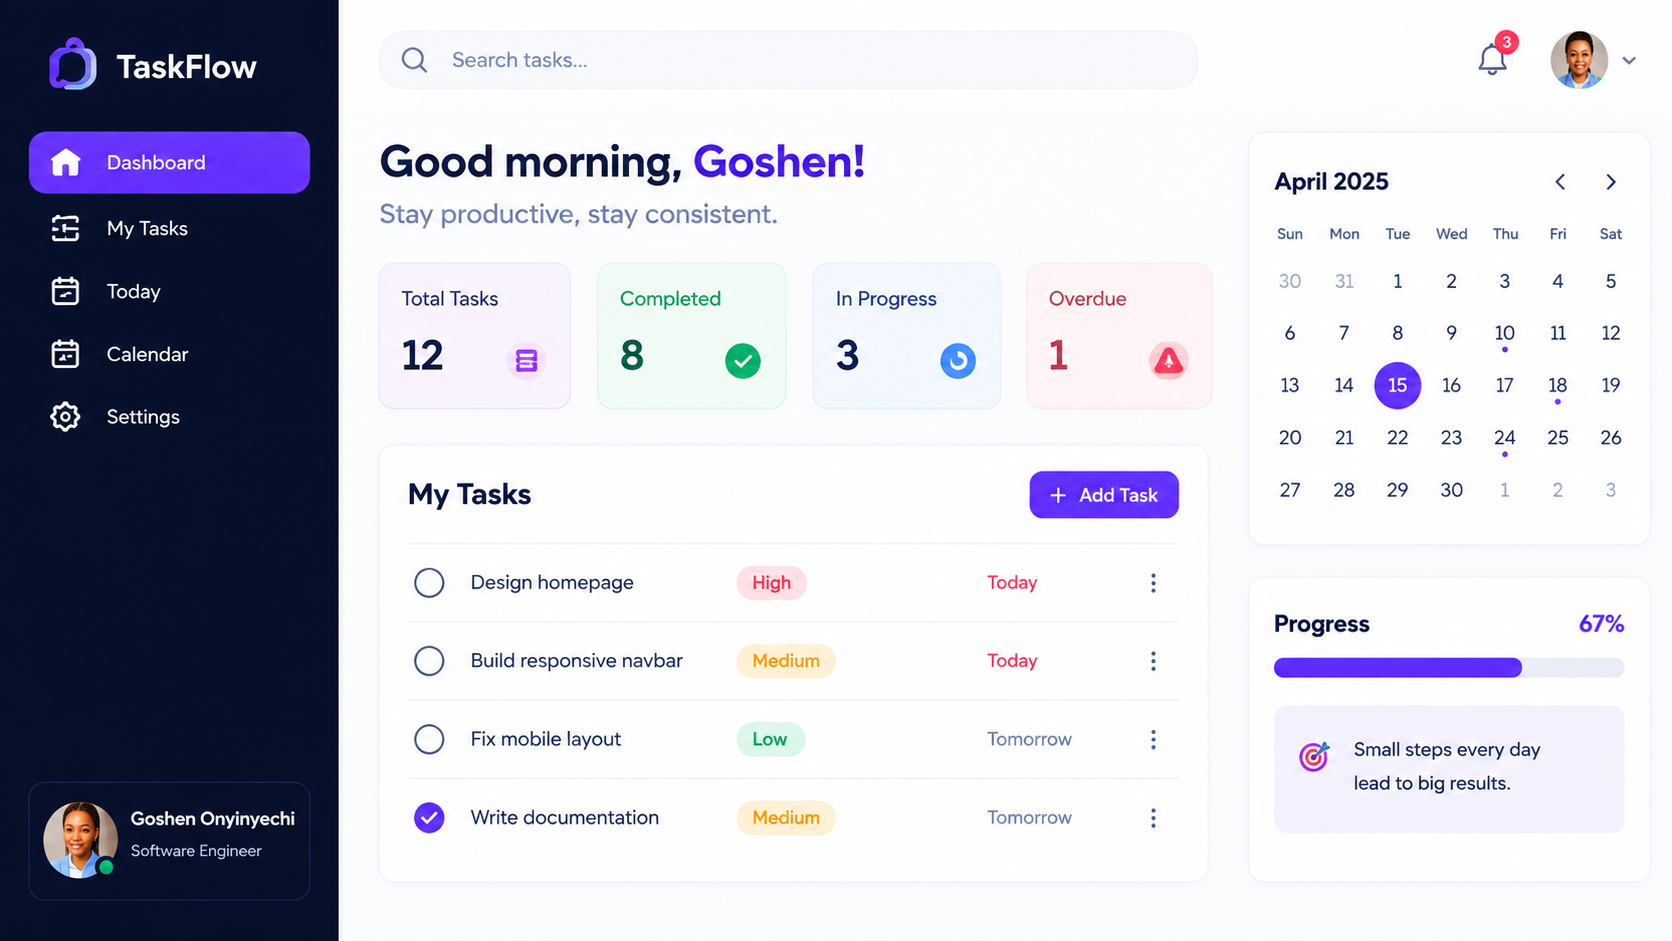 TaskFlow
Dashboard
My Tasks
Today
Calendar
Settings
Goshen Onyinyechi
Software Engineer
Search tasks...
3
Good morning, Goshen!
Stay productive, stay consistent.
Total Tasks
12
Completed
8
In Progress
3
Overdue
1
My Tasks
+ Add Task
Design homepage High Today
Build responsive navbar Medium Today
Fix mobile layout Low Tomorrow
Write documentation Medium Tomorrow
April 2025
Sun Mon Tue Wed Thu Fri Sat
30 31 1 2 3 4 5
6 7 8 9 10 11 12
13 14 15 16 17 18 19
20 21 22 23 24 25 26
27 28 29 30 1 2 3
Progress 67%
Small steps every day
lead to big results.